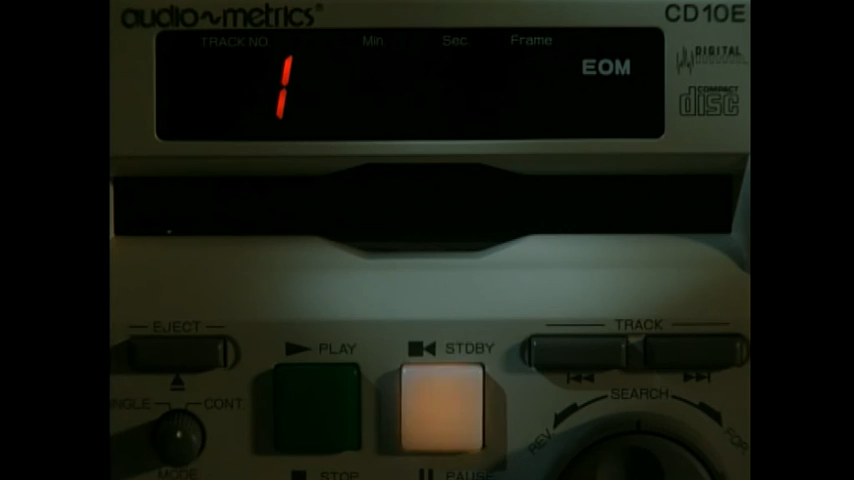 audio~metrics® CD10E
TRACK NO Min Sec Frame
1 EOM
DIGITAL
COMPACT
disc
TRACK
EJECT
PLAY STDBY
SEARCH
CONT.
REV. FOR.
MODE STOP PAUSE